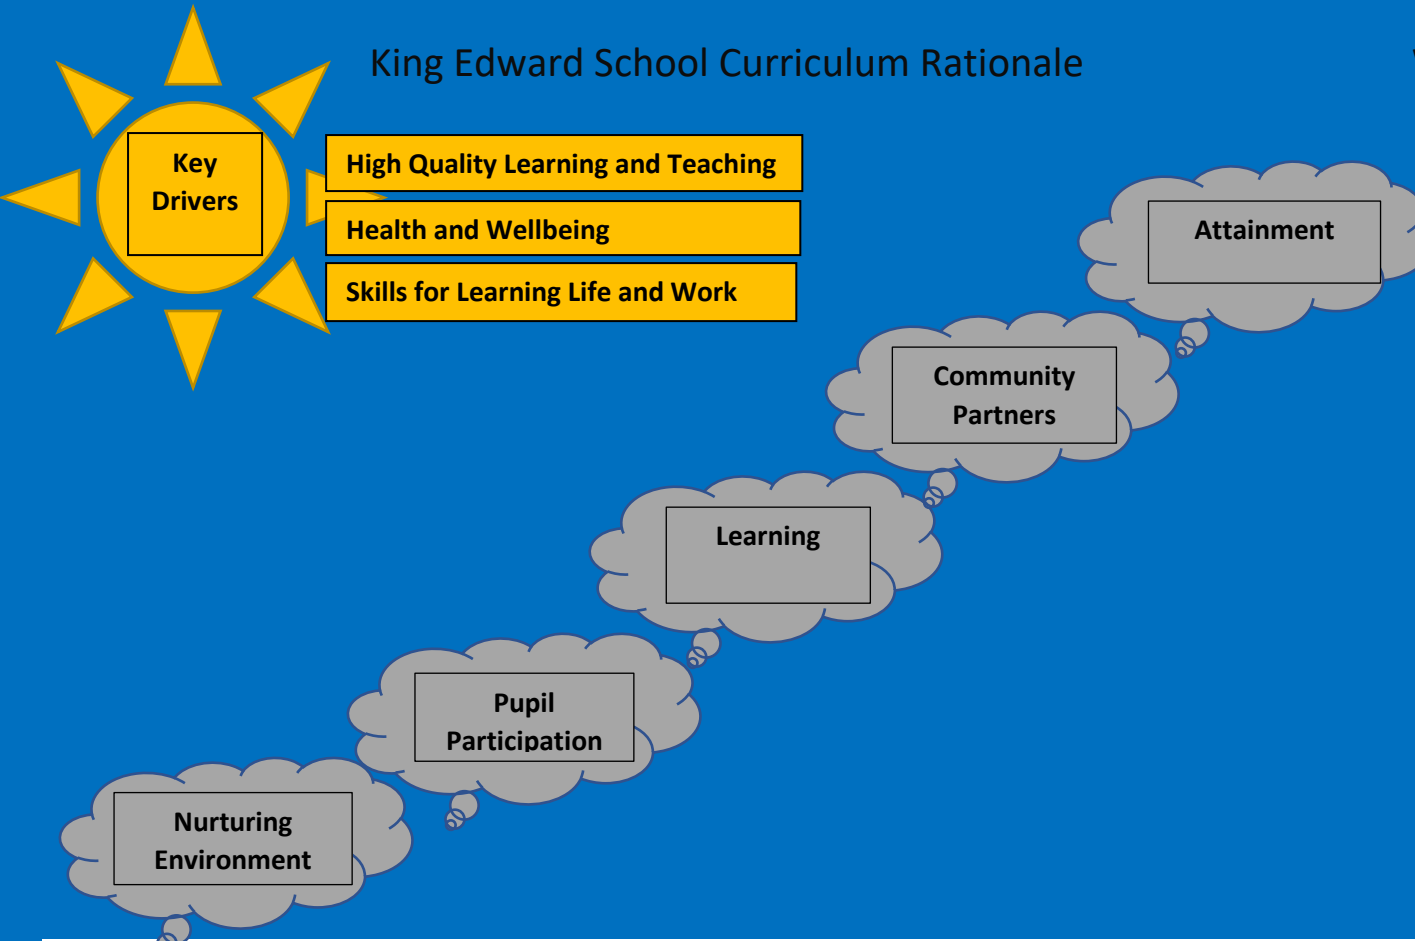 King Edward School Curriculum Rationale
Key
Drivers
High Quality Learning and Teaching
Health and Wellbeing
Skills for Learning Life and Work
Attainment
Community
Partners
Learning
Pupil
Participation
Nurturing
Environment